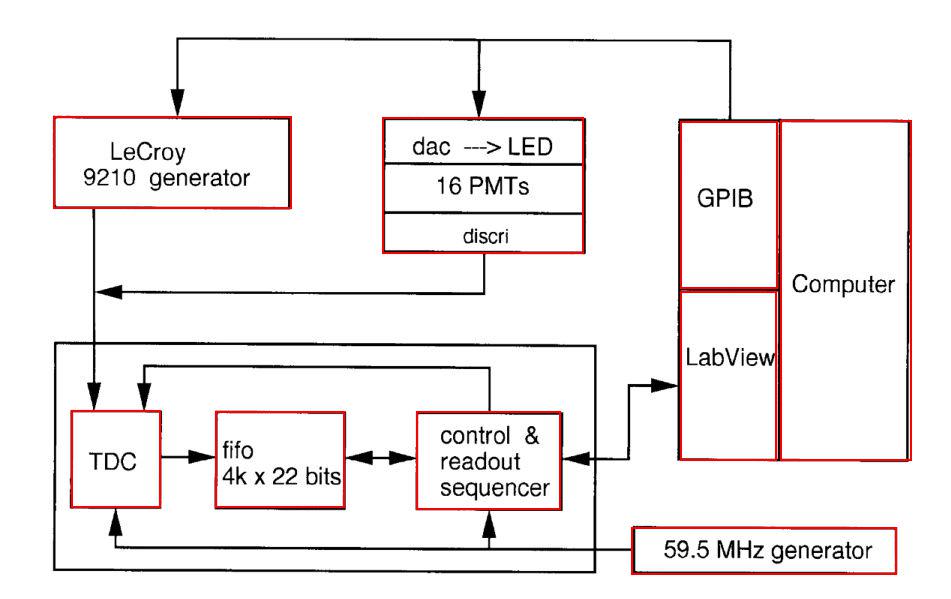 LeCroy
9210 generator
dac ---> LED
16 PMTs
discri
GPIB
Computer
LabView
TDC
fifo
4k x 22 bits
control &
readout
sequencer
59.5 MHz generator